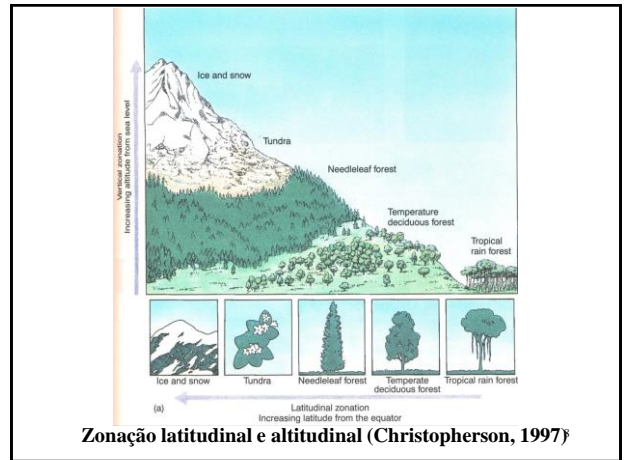 Ice and snow
Tundra
Needleleaf forest
Temperature
deciduous forest
Tropical
rain forest
Vertical zonation
Increasing altitude from sea level
Ice and snow
Tundra
Needleleaf forest
Temperate
deciduous forest
Tropical rain forest
(a)
Latitudinal zonation
Increasing latitude from the equator
Zonação latitudinal e altitudinal (Christopherson, 1997)